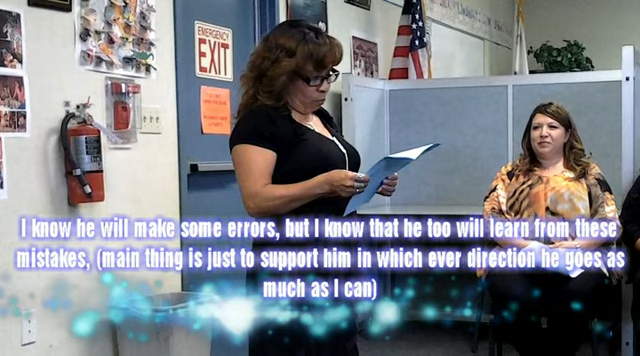 EMERGENCY
EXIT
I know he will make some errors, but I know that he too will learn from these
mistakes, (main thing is just to support him in which ever direction he goes as
much as I can)